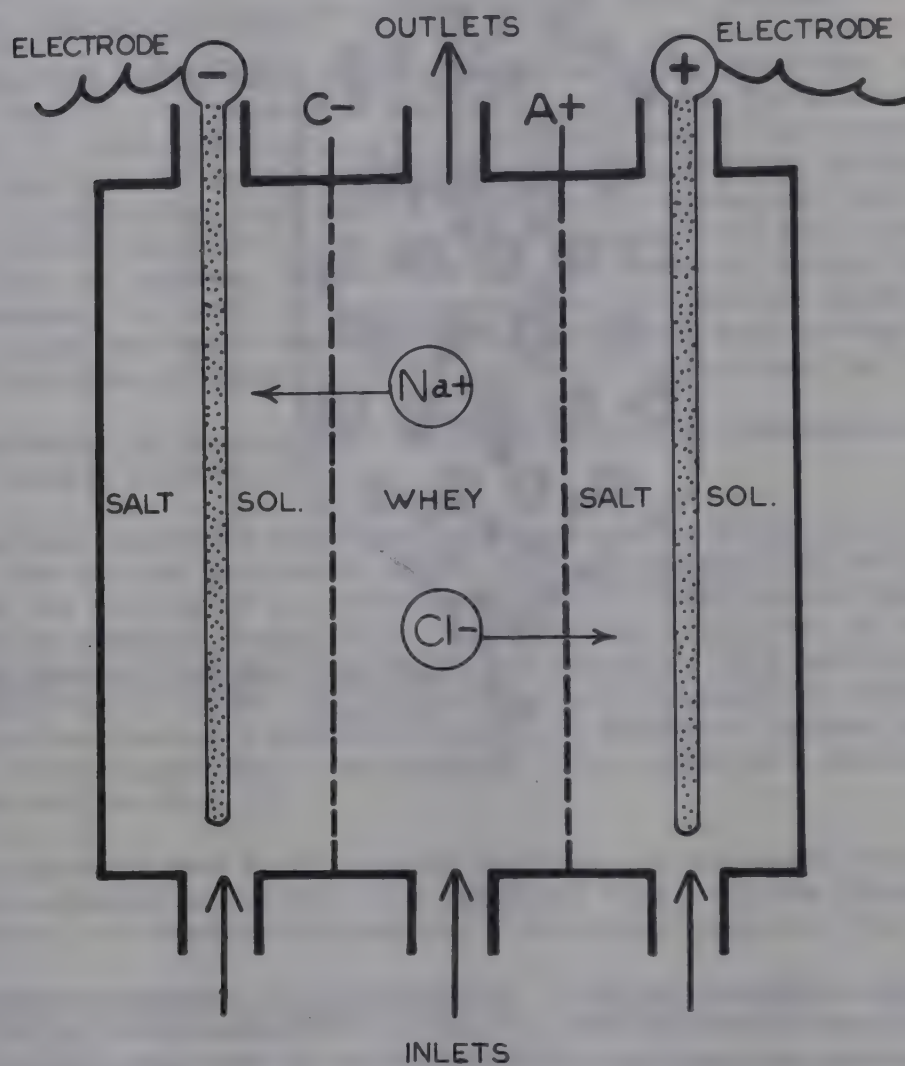 OUTLETS
ELECTRODE
ELECTRODE
-
+
C-
A+
Na+
SALT
SOL.
WHEY
SALT
SOL.
Cl-
INLETS